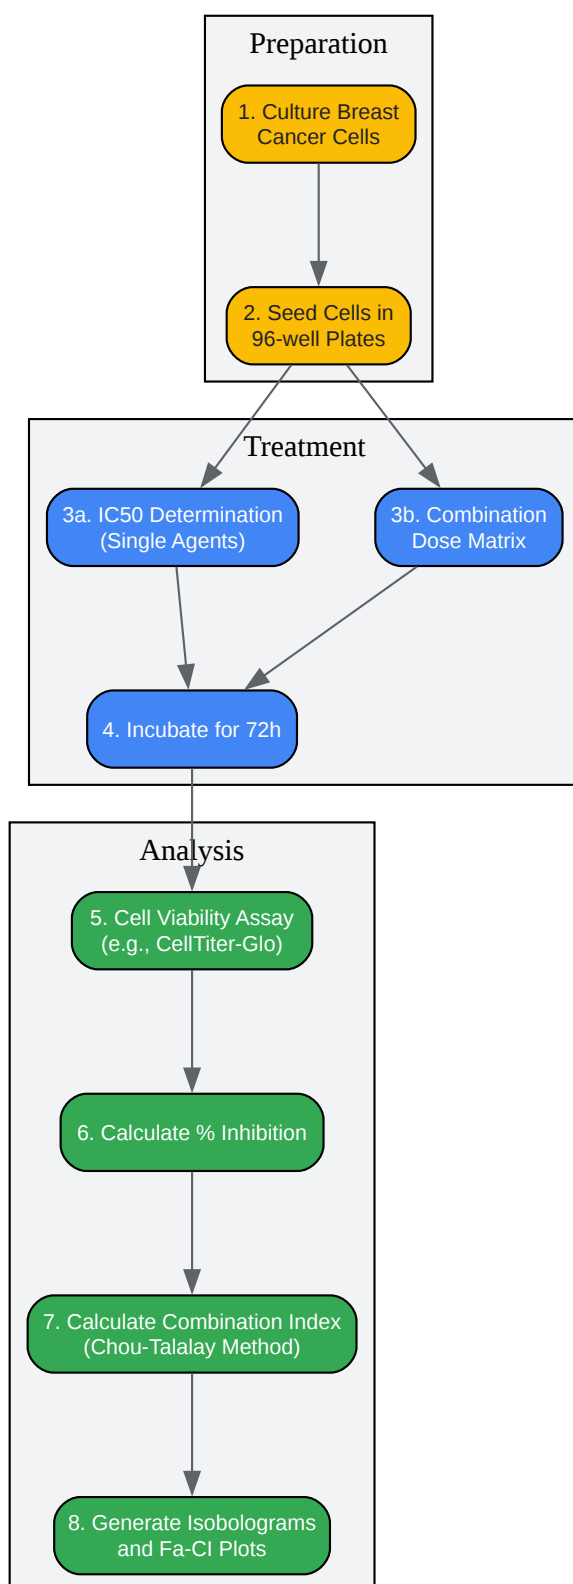 Preparation
1. Culture Breast
Cancer Cells
2. Seed Cells in
96-well Plates
Treatment
3a. IC50 Determination
(Single Agents)
3b. Combination
Dose Matrix
4. Incubate for 72h
Analysis
5. Cell Viability Assay
(e.g., CellTiter-Glo)
6. Calculate % Inhibition
7. Calculate Combination Index
(Chou-Talalay Method)
8. Generate Isobolograms
and Fa-CI Plots